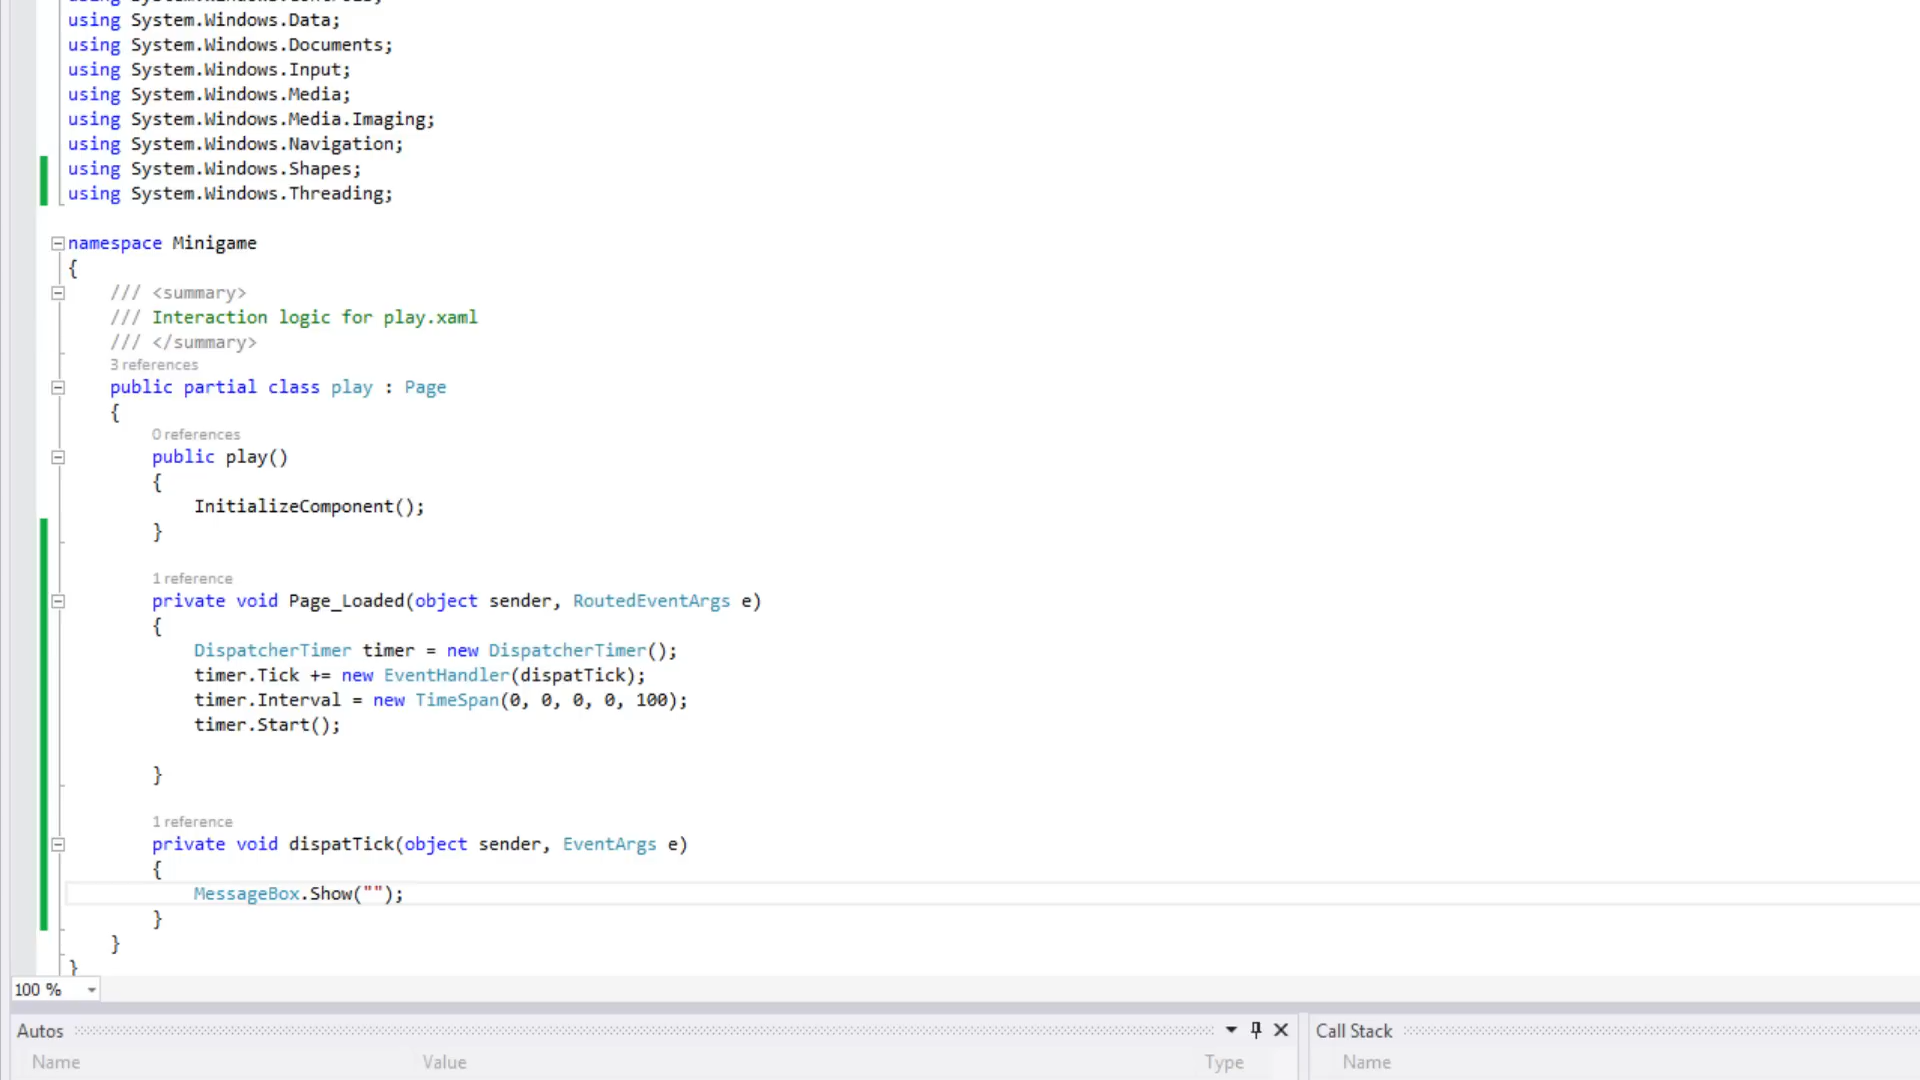 using System.Windows.Data;
using System.Windows.Documents;
using System.Windows.Input;
using System.Windows.Media;
using System.Windows.Media.Imaging;
using System.Windows.Navigation;
using System.Windows.Shapes;
using System.Windows.Threading;
namespace Minigame
{
/// <summary>
/// Interaction logic for play.xaml
/// </summary>
3 references
public partial class play : Page
{
0 references
public play()
{
InitializeComponent();
}
1 reference
private void Page_Loaded(object sender, RoutedEventArgs e)
{
DispatcherTimer timer = new DispatcherTimer();
timer.Tick += new EventHandler(dispatTick);
timer.Interval = new TimeSpan(0, 0, 0, 0, 100);
timer.Start();
}
1 reference
private void dispatTick(object sender, EventArgs e)
{
MessageBox.Show("");
}
}
}
100 %
Autos
Call Stack
Name Value Type
Name